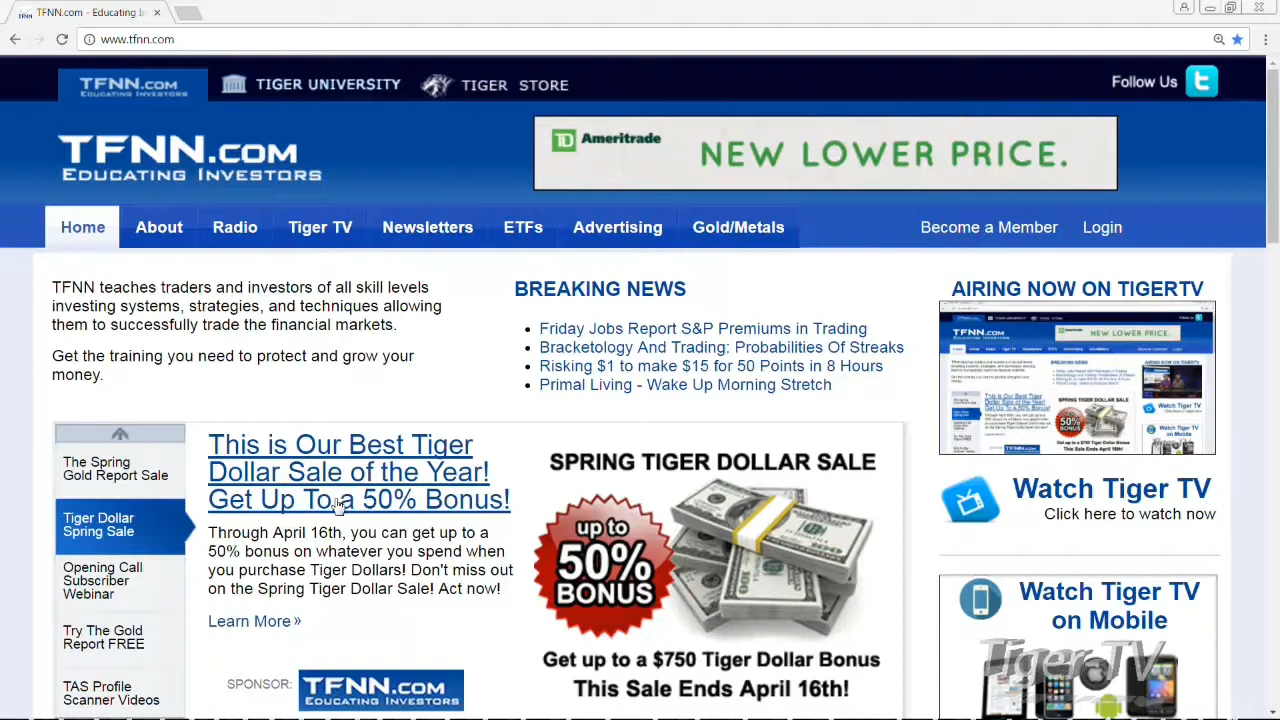 TFNN.com - Educating In
www.tfnn.com
TFNN.COM
EDUCATING INVESTORS
TIGER UNIVERSITY
TIGER STORE
Follow Us
TFNN.COM
EDUCATING INVESTORS
TD Ameritrade
NEW LOWER PRICE.
Home
About
Radio
Tiger TV
Newsletters
ETFs
Advertising
Gold/Metals
Become a Member
Login
TFNN teaches traders and investors of all skill levels
investing systems, strategies, and techniques allowing
them to successfully trade the financial markets.
Get the training you need to take control of your
money.
BREAKING NEWS
Friday Jobs Report S&P Premiums in Trading
Bracketology And Trading: Probabilities Of Streaks
Risking $1 to make $15 for 50 Points in 8 Hours
Primal Living - Wake Up Morning Stretch
AIRING NOW ON TIGERTV
The Spring
Gold Report Sale
Tiger Dollar
Spring Sale
Opening Call
Subscriber
Webinar
Try The Gold
Report FREE
TAS Profile
Scanner Videos
This is Our Best Tiger
Dollar Sale of the Year!
Get Up To a 50% Bonus!
Through April 16th, you can get up to a
50% bonus on whatever you spend when
you purchase Tiger Dollars! Don't miss out
on the Spring Tiger Dollar Sale! Act now!
Learn More »
SPONSOR:
TFNN.COM
EDUCATING INVESTORS
SPRING TIGER DOLLAR SALE
up to
50%
BONUS
Get up to a $750 Tiger Dollar Bonus
This Sale Ends April 16th!
Watch Tiger TV
Click here to watch now
Watch Tiger TV
on Mobile
Tiger TV